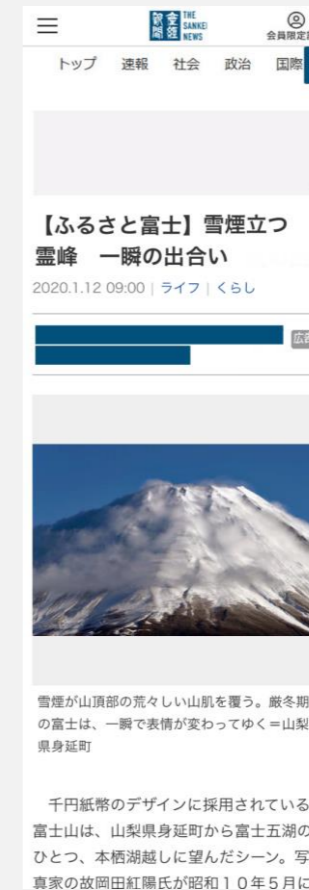 産経新聞
THE
SANKEI
NEWS
会員限定
トップ 速報 社会 政治 国際
【ふるさと富士】雪煙立つ
霊峰 一瞬の出合い
2020.1.12 09:00 | ライフ | くらし
雪煙が山頂部の荒々しい山肌を覆う。厳冬期
の富士は、一瞬で表情が変わってゆく＝山梨
県身延町
千円紙幣のデザインに採用されている
富士山は、山梨県身延町から富士五湖の
ひとつ、本栖湖越しに望んだシーン。写
真家の故岡田紅陽氏が昭和１０年５月に